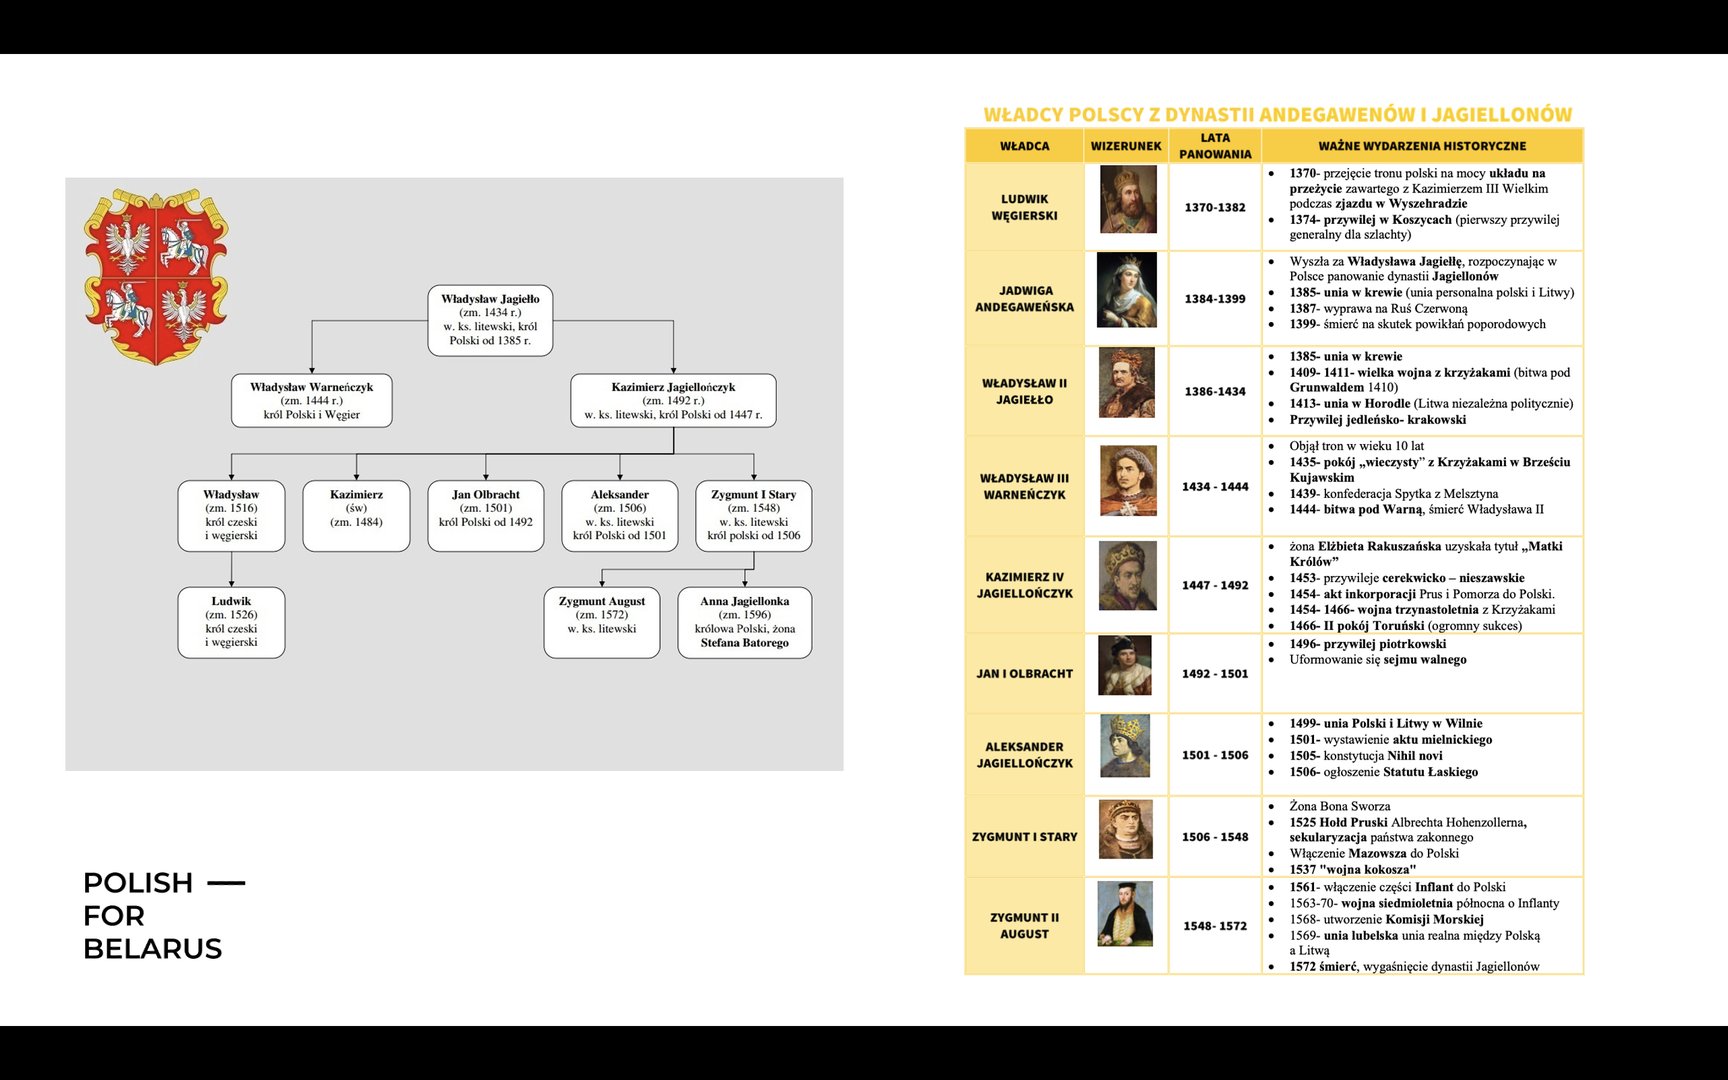 Władysław Jagiełło
(zm. 1434 r.)
w. ks. litewski, król
Polski od 1385 r.
Władysław Warneńczyk
(zm. 1444 r.)
król Polski i Węgier
Kazimierz Jagiellończyk
(zm. 1492 r.)
w. ks. litewski, król Polski od 1447 r.
Władysław
(zm. 1516)
król czeski
i węgierski
Kazimierz
(św)
(zm. 1484)
Jan Olbracht
(zm. 1501)
król Polski od 1492
Aleksander
(zm. 1506)
w. ks. litewski
król Polski od 1501
Zygmunt I Stary
(zm. 1548)
w. ks. litewski
król polski od 1506
Ludwik
(zm. 1526)
król czeski
i węgierski
Zygmunt August
(zm. 1572)
w. ks. litewski
Anna Jagiellonka
(zm. 1596)
królowa Polski, żona
Stefana Batorego
POLISH —
FOR
BELARUS
WŁADCY POLSCY Z DYNASTII ANDEGAWENÓW I JAGIELLONÓW
WŁADCA
WIZERUNEK
LATA
PANOWANIA
WAŻNE WYDARZENIA HISTORYCZNE
LUDWIK
WĘGIERSKI
1370-1382
• 1370- przejęcie tronu polski na mocy układu na
przeżycie zawartego z Kazimierzem III Wielkim
podczas zjazdu w Wyszehradzie
• 1374- przywilej w Koszycach (pierwszy przywilej
generalny dla szlachty)
JADWIGA
ANDEGAWEŃSKA
1384-1399
• Wyszła za Władysława Jagiełłę, rozpoczynając w
Polsce panowanie dynastii Jagiellonów
• 1385- unia w krewie (unia personalna polski i Litwy)
• 1387- wyprawa na Ruś Czerwoną
• 1399- śmierć na skutek powikłań poporodowych
WŁADYSŁAW II
JAGIEŁŁO
1386-1434
• 1385- unia w krewie
• 1409- 1411- wielka wojna z krzyżakami (bitwa pod
Grunwaldem 1410)
• 1413- unia w Horodle (Litwa niezależna politycznie)
• Przywilej jedleńsko- krakowski
WŁADYSŁAW III
WARNEŃCZYK
1434 - 1444
• Objął tron w wieku 10 lat
• 1435- pokój „wieczysty” z Krzyżakami w Brześciu
Kujawskim
• 1439- konfederacja Spytka z Melsztyna
• 1444- bitwa pod Warną, śmierć Władysława II
KAZIMIERZ IV
JAGIELLOŃCZYK
1447 - 1492
• żona Elżbieta Rakuszańska uzyskała tytuł „Matki
Królów”
• 1453- przywileje cerekwicko – nieszawskie
• 1454- akt inkorporacji Prus i Pomorza do Polski.
• 1454- 1466- wojna trzynastoletnia z Krzyżakami
• 1466- II pokój Toruński (ogromny sukces)
JAN I OLBRACHT
1492 - 1501
• 1496- przywilej piotrkowski
• Uformowanie się sejmu walnego
ALEKSANDER
JAGIELLOŃCZYK
1501 - 1506
• 1499- unia Polski i Litwy w Wilnie
• 1501- wystawienie aktu mielnickiego
• 1505- konstytucja Nihil novi
• 1506- ogłoszenie Statutu Łaskiego
ZYGMUNT I STARY
1506 - 1548
• Żona Bona Sworza
• 1525 Hołd Pruski Albrechta Hohenzollerna,
sekularyzacja państwa zakonnego
• Włączenie Mazowsza do Polski
• 1537 "wojna kokosza"
ZYGMUNT II
AUGUST
1548- 1572
• 1561- włączenie części Inflant do Polski
• 1563-70- wojna siedmioletnia północna o Inflanty
• 1568- utworzenie Komisji Morskiej
• 1569- unia lubelska unia realna między Polską
a Litwą
• 1572 śmierć, wygaśnięcie dynastii Jagiellonów